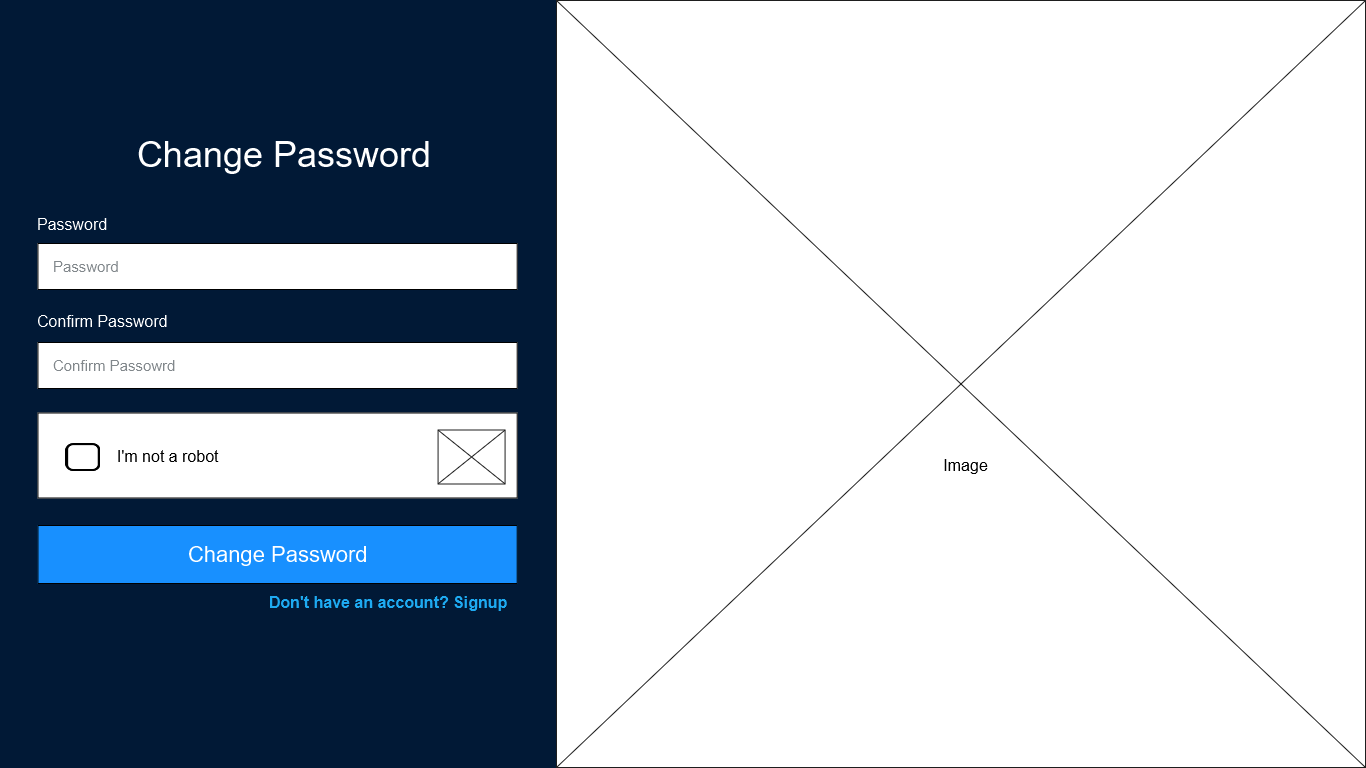 Change Password
Password
Password
Confirm Password
Confirm Passowrd
I'm not a robot
Change Password
Don't have an account? Signup
Image